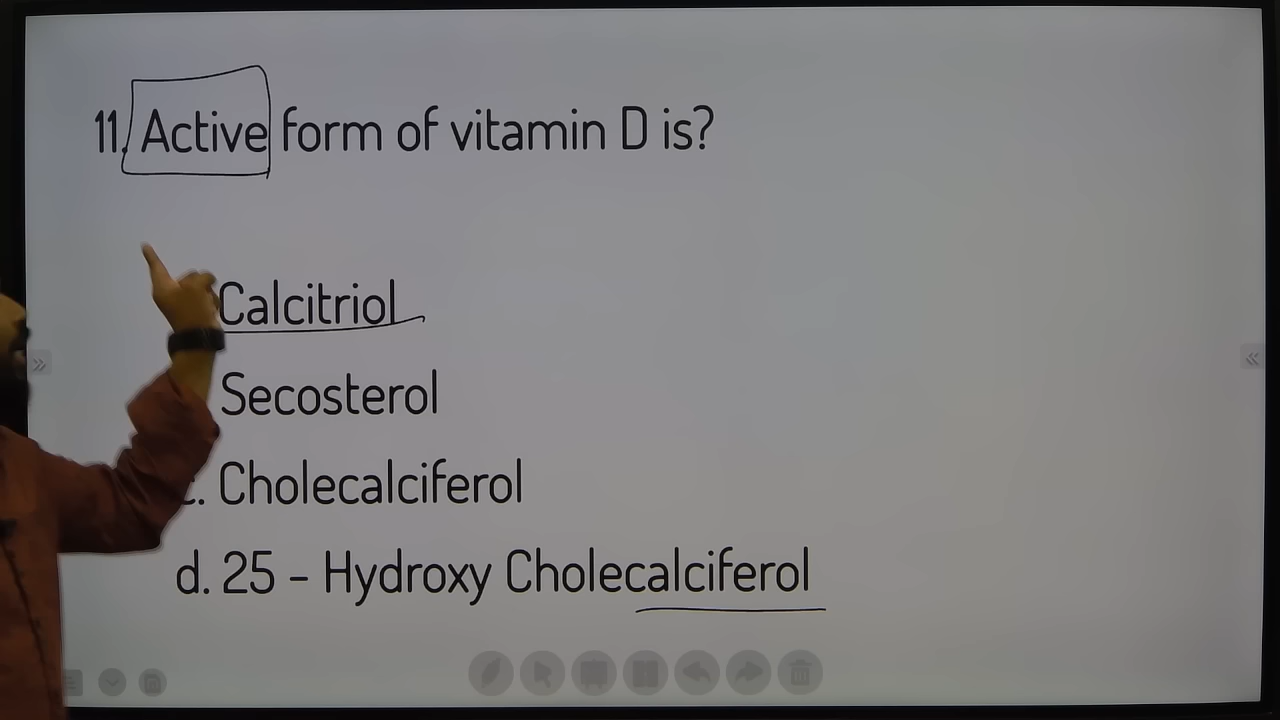 11. Active form of vitamin D is?
Calcitriol
Secosterol
c. Cholecalciferol
d. 25 - Hydroxy Cholecalciferol